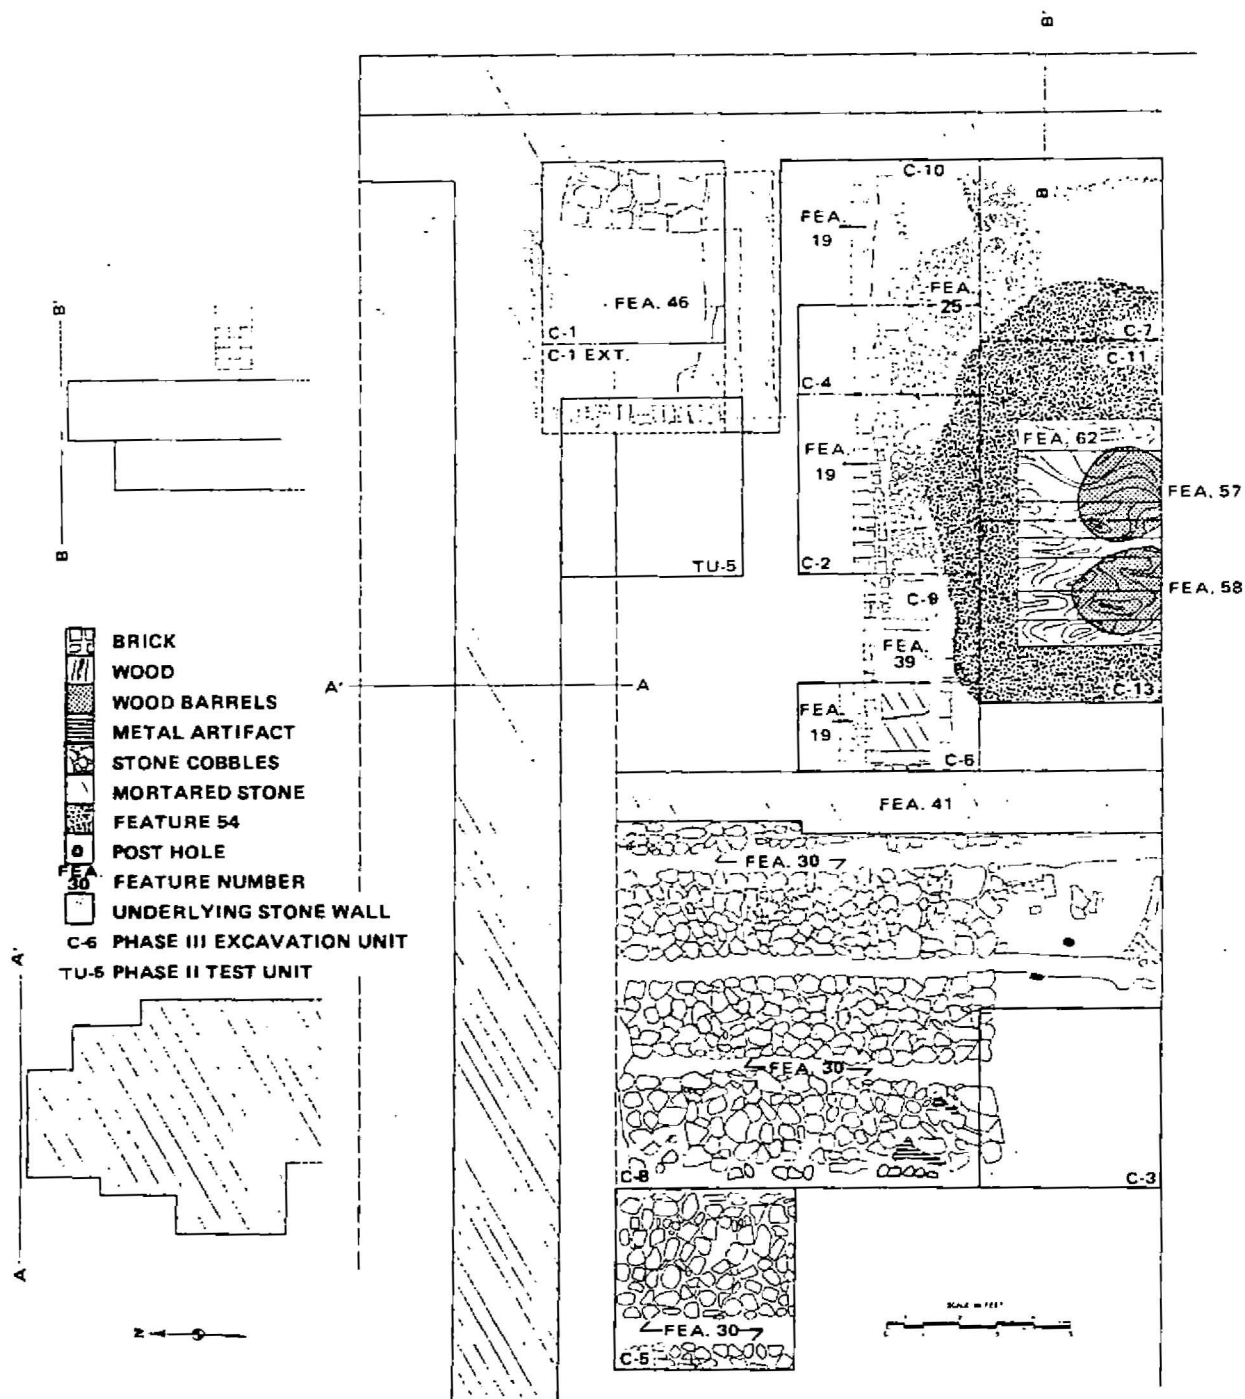 B'
C-10
FEA.
19
B
FEA.
25
FEA. 46
C-1
C-1 EXT.
C-7
C-11
C-4
B'
B
FEA. 62
FEA.
19
FEA. 57
TU-5
C-2
C-9
FEA. 58
FEA.
39
A'
A
C-13
FEA.
19
C-6
FEA. 41
BRICK
WOOD
WOOD BARRELS
METAL ARTIFACT
STONE COBBLES
MORTARED STONE
FEATURE 54
POST HOLE
FEA.
30 FEATURE NUMBER
UNDERLYING STONE WALL
C-6 PHASE III EXCAVATION UNIT
TU-5 PHASE II TEST UNIT
FEA. 30
FEA. 30
A'
A
C-8
C-3
FEA. 30
C-5
N
SCALE IN FEET